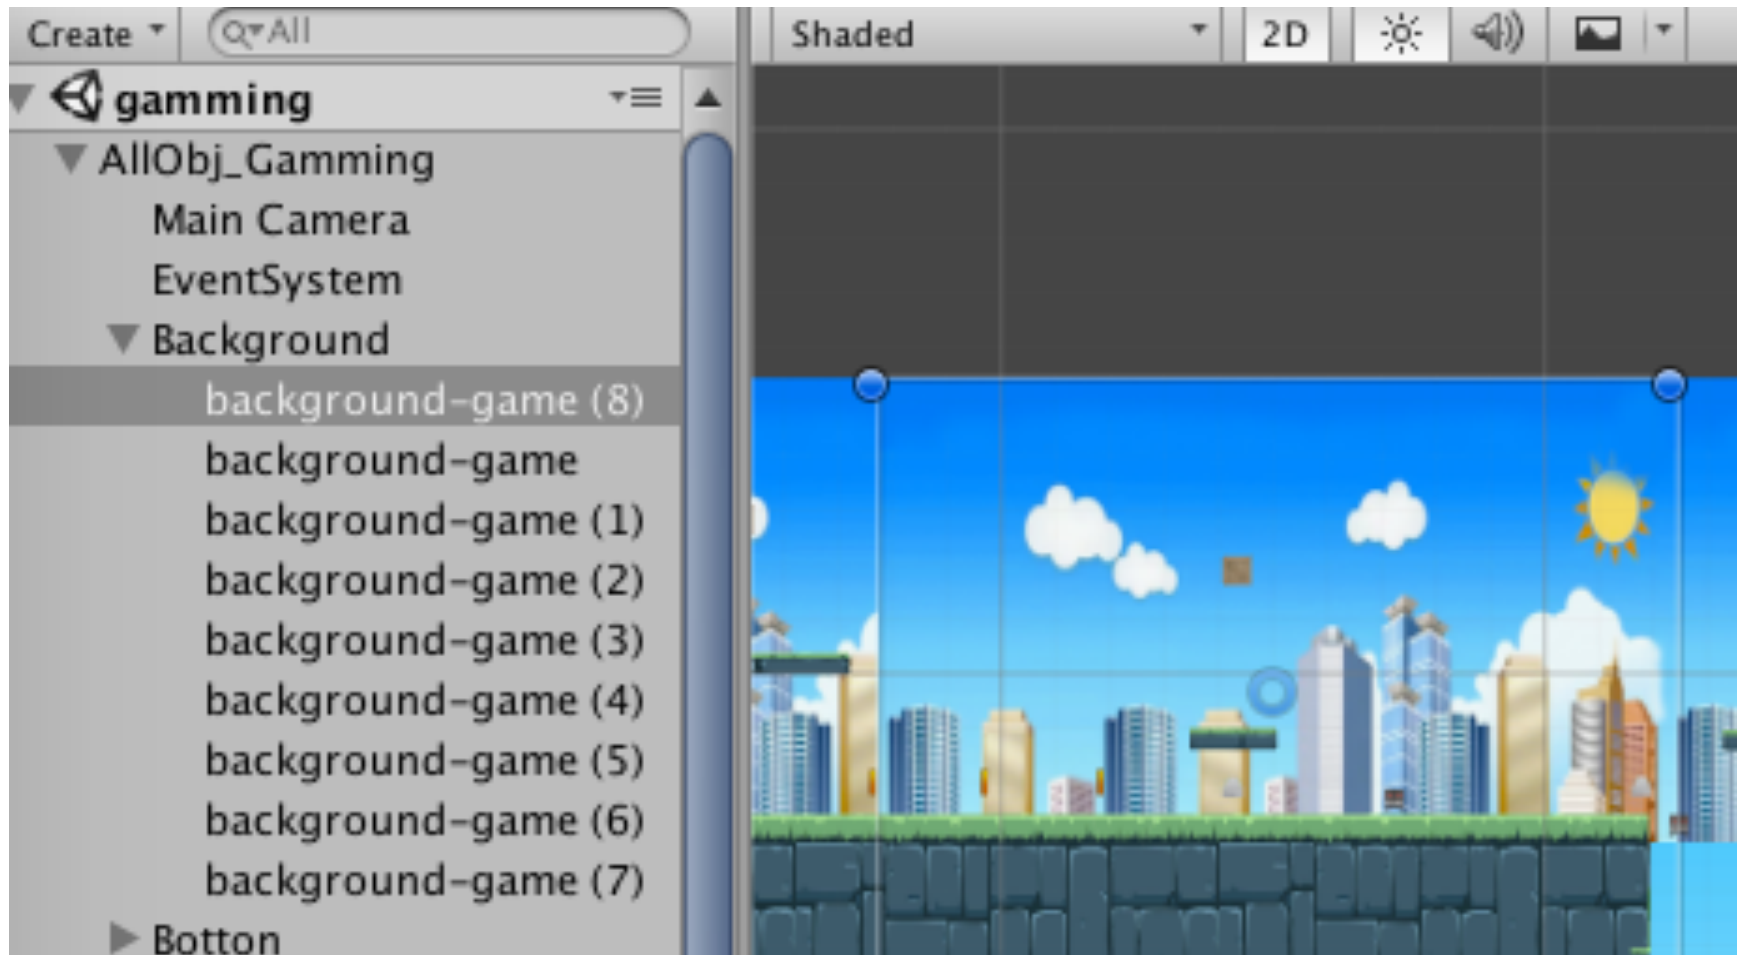 Create All Shaded 2D
gamming
AllObj_Gamming
Main Camera
EventSystem
Background
background-game (8)
background-game
background-game (1)
background-game (2)
background-game (3)
background-game (4)
background-game (5)
background-game (6)
background-game (7)
Botton